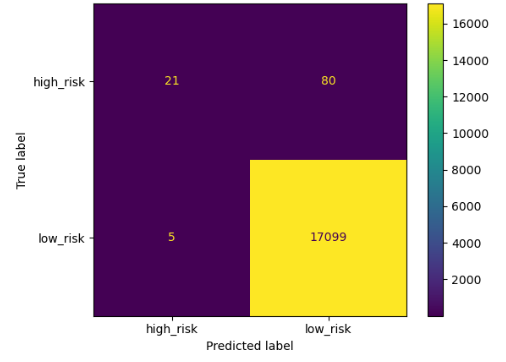 high_risk
low_risk
True label
21
80
5
17099
high_risk
low_risk
Predicted label
16000
14000
12000
10000
8000
6000
4000
2000